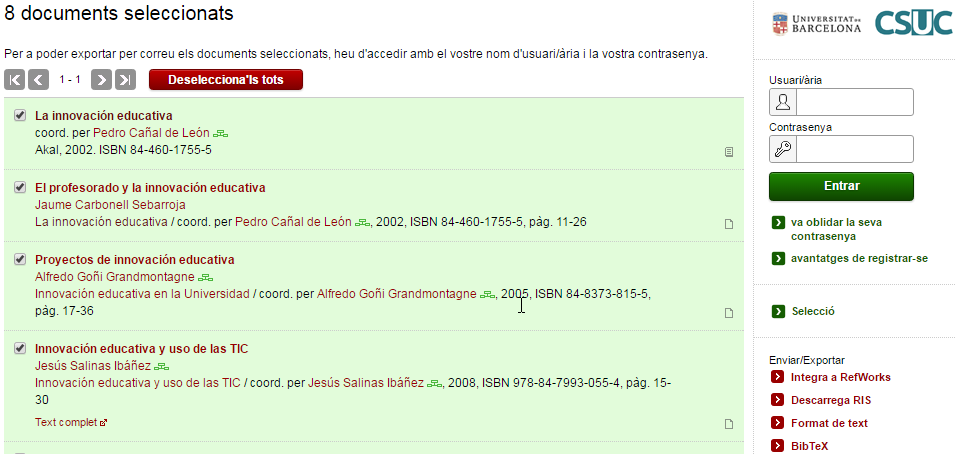 8 documents seleccionats
Per a poder exportar per correu els documents seleccionats, heu d'accedir amb el vostre nom d'usuari/ària i la vostra contrasenya.
1 - 1
Deselecciona'ls tots
La innovación educativa
coord. per Pedro Cañal de León
Akal, 2002. ISBN 84-460-1755-5
El profesorado y la innovación educativa
Jaume Carbonell Sebarroja
La innovación educativa / coord. per Pedro Cañal de León , 2002, ISBN 84-460-1755-5, pàg. 11-26
Proyectos de innovación educativa
Alfredo Goñi Grandmontagne
Innovación educativa en la Universidad / coord. per Alfredo Goñi Grandmontagne , 2005, ISBN 84-8373-815-5,
pàg. 17-36
Innovación educativa y uso de las TIC
Jesús Salinas Ibáñez
Innovación educativa y uso de las TIC / coord. per Jesús Salinas Ibáñez , 2008, ISBN 978-84-7993-055-4, pàg. 15-
30
Text complet
UNIVERSITAT DE
BARCELONA
CSUC
Usuari/ària
Contrasenya
Entrar
va oblidar la seva
contrasenya
avantatges de registrar-se
Selecció
Enviar/Exportar
Integra a RefWorks
Descarrega RIS
Format de text
BibTeX